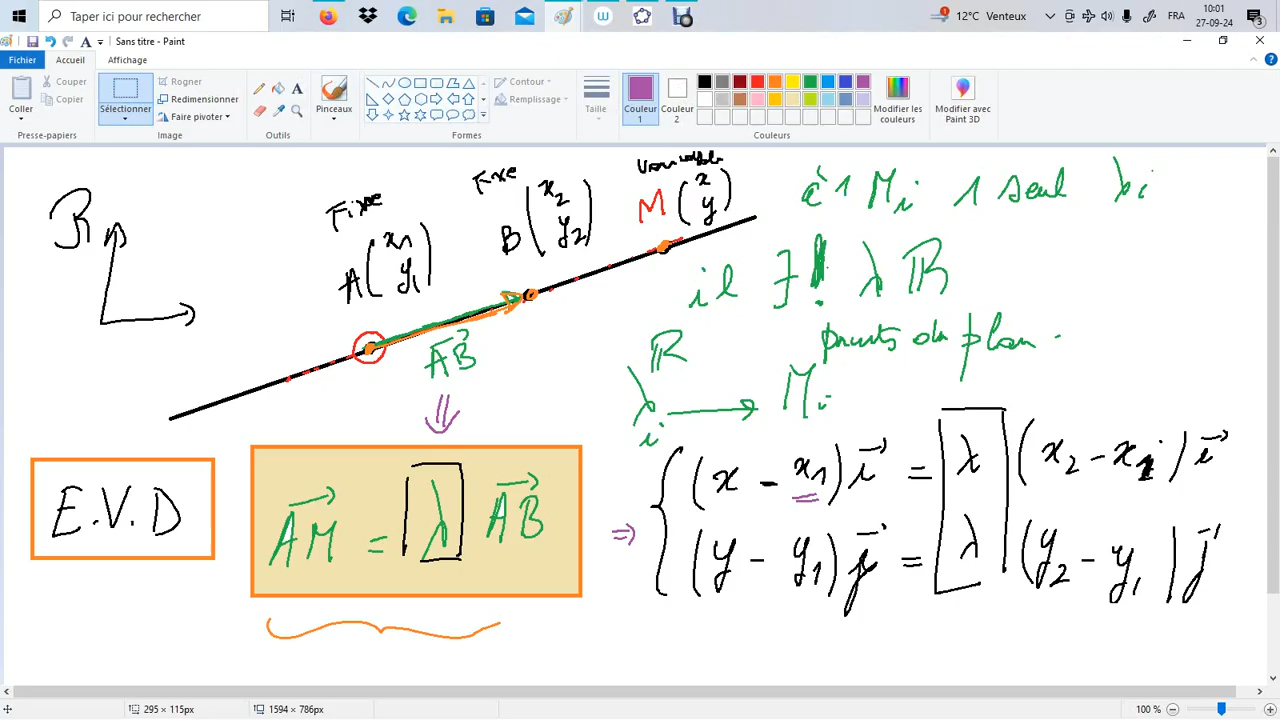 Taper ici pour rechercher
12°C Venteux
FRA
10:01
27-09-24
Sans titre - Paint
Fichier
Accueil
Affichage
Coller
Couper
Copier
Presse-papiers
Sélectionner
Rogner
Redimensionner
Faire pivoter
Image
Outils
Pinceaux
Formes
Contour
Remplissage
Taille
Couleur 1
Couleur 2
Couleurs
Modifier les couleurs
Modifier avec Paint 3D
R
Fixe
A (x1 y1)
Fixe
B (x2 y2)
Variable
M (x y)
à 1 Mi 1 seul λi
il ∃! λ ℝ
ℝ points du plan
λi ⟶ Mi
AB→
⇓
E.V.D
AM→ = λ AB→
⇒ { (x - x1) i→ = λ (x2 - x1) i→
(y - y1) j→ = λ (y2 - y1) j→
295 × 115px
1594 × 786px
100 %